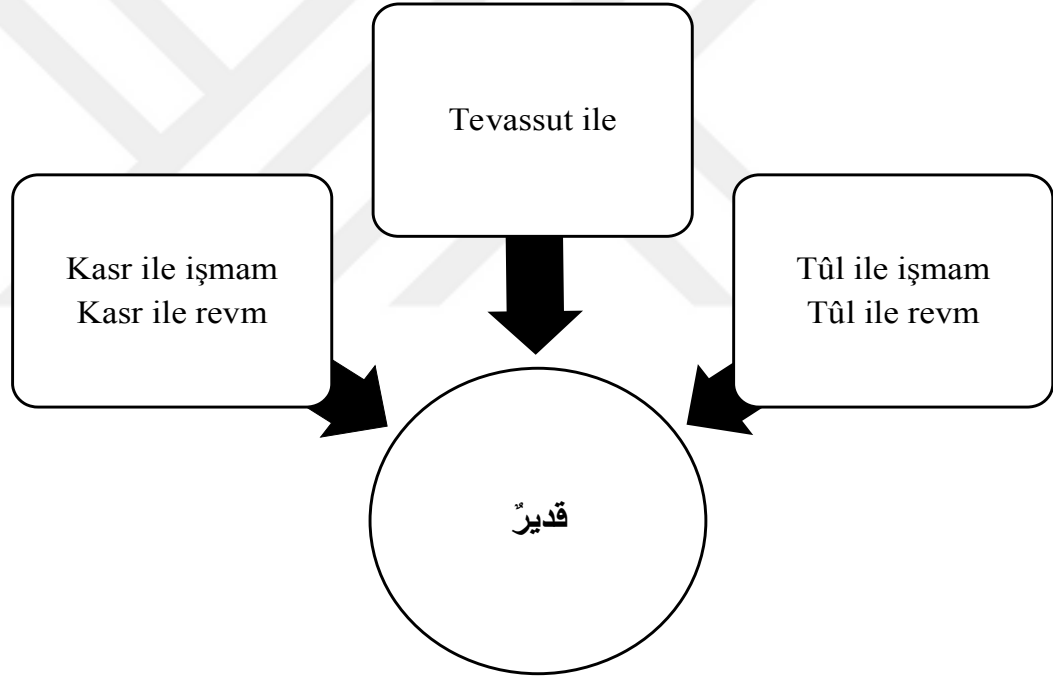 Tevassut ile
Kasr ile işmam
Kasr ile revm
Tûl ile işmam
Tûl ile revm
قديرٌ